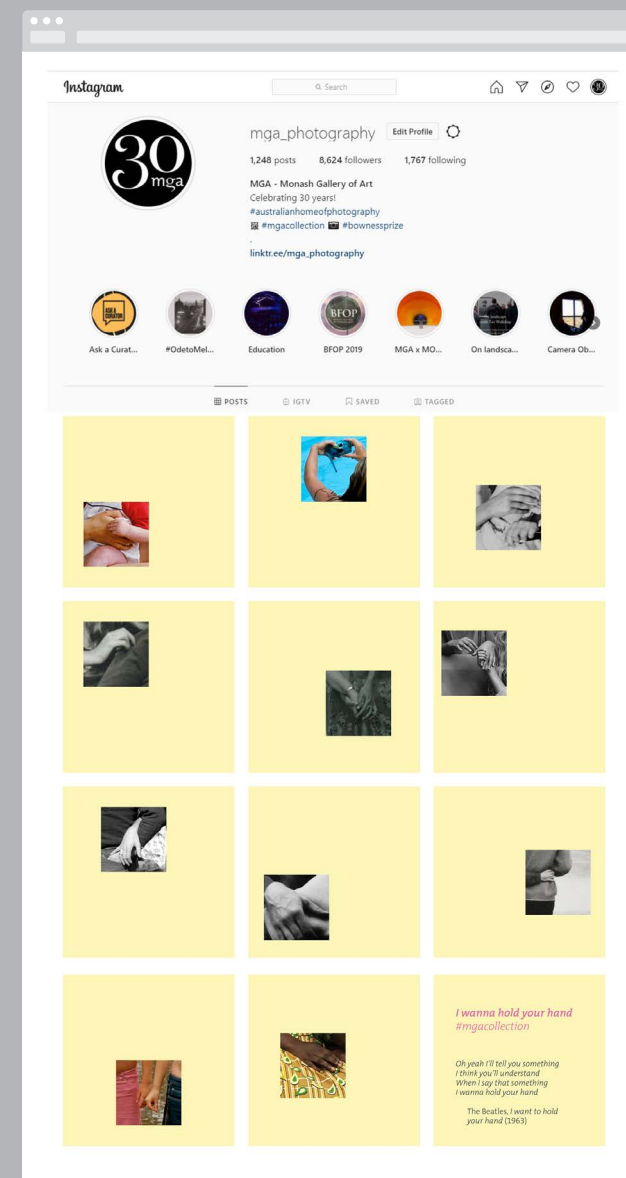 Instagram
Search
30
mga
mga_photography Edit Profile
1,248 posts 8,624 followers 1,767 following
MGA - Monash Gallery of Art
Celebrating 30 years!
#australianhomeofphotography
#mgacollection #bownessprize
.
linktr.ee/mga_photography
ASK A CURATOR
BFOP
Ask a Curat... #OdetoMel... Education BFOP 2019 MGA x MO... On landsca... Camera Ob...
POSTS IGTV SAVED TAGGED
I wanna hold your hand
#mgacollection
Oh yeah I'll tell you something
I think you'll understand
When I say that something
I wanna hold your hand
The Beatles, I want to hold
your hand (1963)